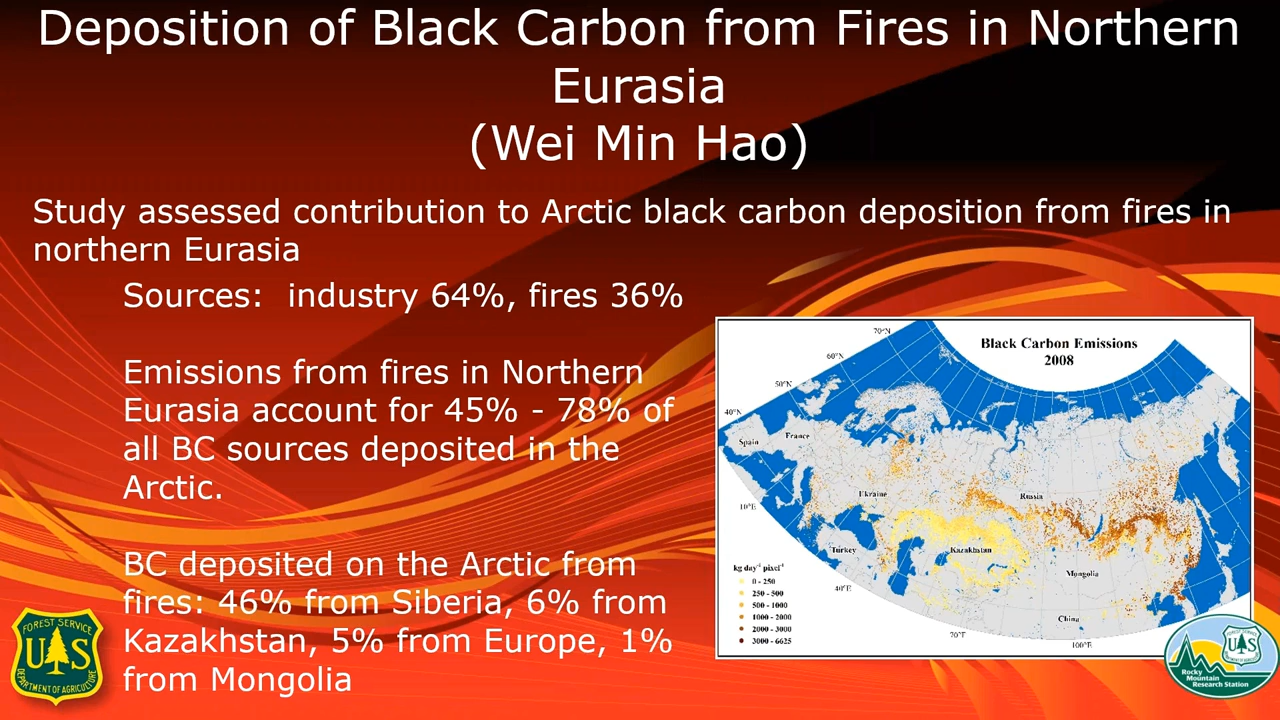 Deposition of Black Carbon from Fires in Northern
Eurasia
(Wei Min Hao)
Study assessed contribution to Arctic black carbon deposition from fires in
northern Eurasia
Sources: industry 64%, fires 36%
Emissions from fires in Northern
Eurasia account for 45% - 78% of
all BC sources deposited in the
Arctic.
BC deposited on the Arctic from
fires: 46% from Siberia, 6% from
Kazakhstan, 5% from Europe, 1%
from Mongolia
Black Carbon Emissions
2008
70°N
60°N
50°N
40°N
Spain
France
10°E
Ukraine
Russia
Turkey
Kazakhstan
Mongolia
40°E
China
70°E
100°E
kg day⁻¹ pixel⁻¹
0 - 250
250 - 500
500 - 1000
1000 - 2000
2000 - 3000
3000 - 6625
FOREST SERVICE
U S
DEPARTMENT OF AGRICULTURE
U S
Rocky
Mountain
Research Station